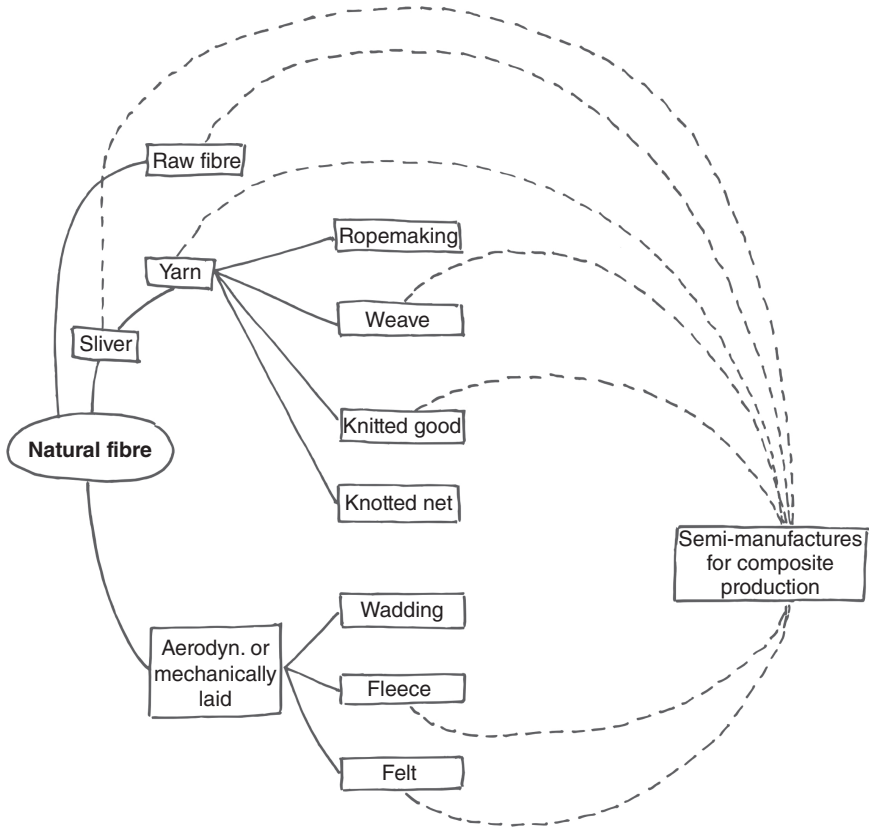 Raw fibre
Ropemaking
Yarn
Weave
Sliver
Knitted good
Natural fibre
Knotted net
Semi-manufactures
for composite
production
Wadding
Aerodyn. or
mechanically
laid
Fleece
Felt